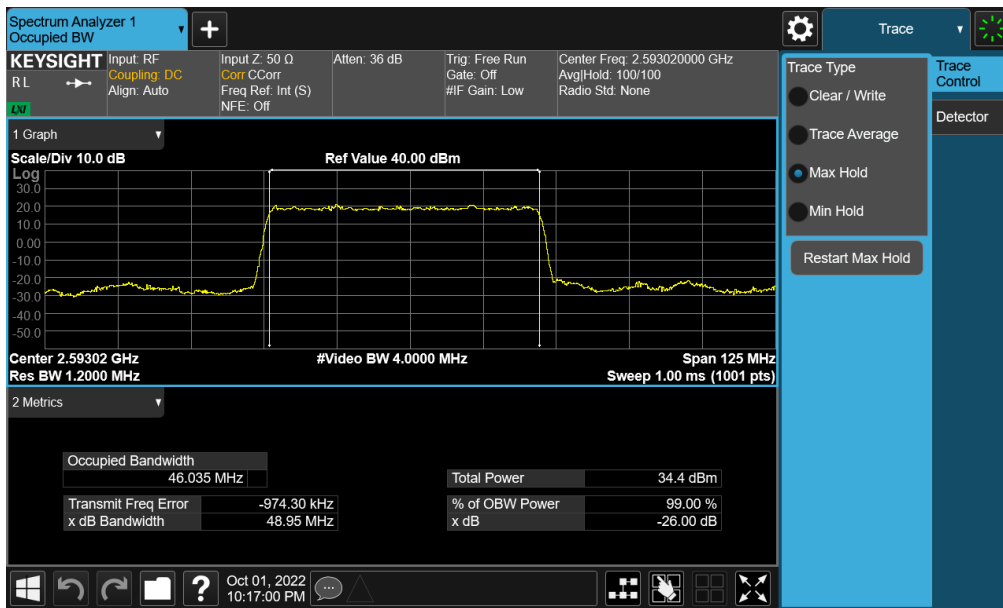 Spectrum Analyzer 1
Occupied BW
Trace
KEYSIGHT
R L
LXI
Input: RF
Coupling: DC
Align: Auto
Input Z: 50 Ω
Corr CCorr
Freq Ref: Int (S)
NFE: Off
Atten: 36 dB
Trig: Free Run
Gate: Off
#IF Gain: Low
Center Freq: 2.593020000 GHz
Avg|Hold: 100/100
Radio Std: None
Trace Type
Clear / Write
Trace Average
Max Hold
Min Hold
Restart Max Hold
Trace
Control
Detector
1 Graph
Scale/Div 10.0 dB
Ref Value 40.00 dBm
Log
30.0
20.0
10.0
0.00
-10.0
-20.0
-30.0
-40.0
-50.0
Center 2.59302 GHz
#Video BW 4.0000 MHz
Span 125 MHz
Res BW 1.2000 MHz
Sweep 1.00 ms (1001 pts)
2 Metrics
Occupied Bandwidth
46.035 MHz
Total Power 34.4 dBm
Transmit Freq Error -974.30 kHz
% of OBW Power 99.00 %
x dB Bandwidth 48.95 MHz
x dB -26.00 dB
?
Oct 01, 2022
10:17:00 PM